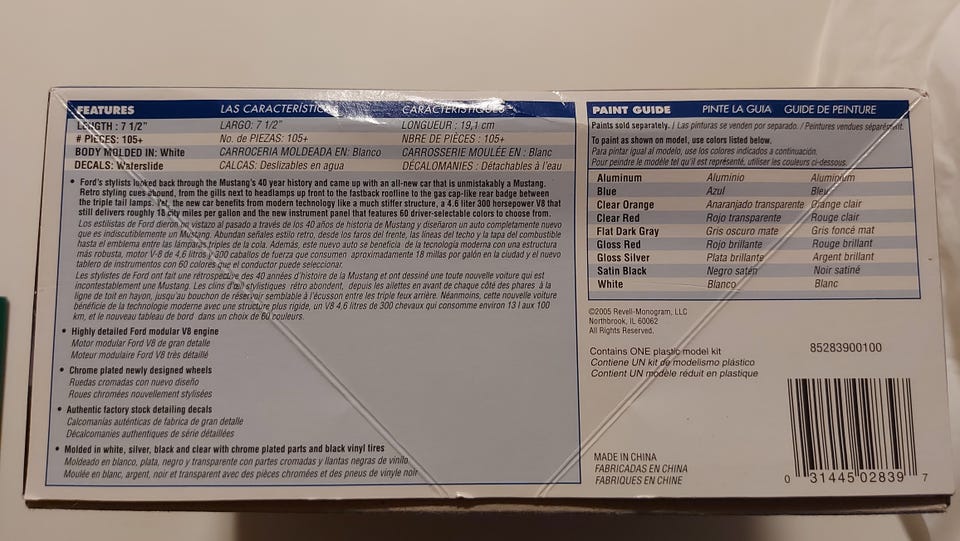 FEATURES LAS CARACTERÍSTICAS CARACTÉRISTIQUES
LENGTH : 7 1/2" LARGO: 7 1/2" LONGUEUR : 19,1 cm
# PIECES: 105+ No. de PIEZAS: 105+ NBRE DE PIÈCES : 105+
BODY MOLDED IN: White CARROCERIA MOLDEADA EN: Blanco CARROSSERIE MOULÉE EN : Blanc
DECALS: Waterslide CALCAS: Deslizables en agua DÉCALOMANIES : Détachables à l'eau
• Ford's stylists looked back through the Mustang's 40 year history and came up with an all-new car that is unmistakably a Mustang.
Retro styling cues abound, from the gills next to headlamps up front to the fastback roofline to the gas cap-like rear badge between
the triple tail lamps. Yet, the new car benefits from modern technology like a much stiffer structure, a 4.6 liter 300 horsepower V8 that
still delivers roughly 18 city miles per gallon and the new instrument panel that features 60 driver-selectable colors to choose from.
Los estilistas de Ford dieron un vistazo al pasado a través de los 40 años de historia de Mustang y diseñaron un auto completamente nuevo
que es indiscutiblemente un Mustang. Abundan señales estilo retro, desde los faros del frente, las líneas del techo y la tapa del combustible
hasta el emblema entre las lámparas triples de la cola. Además, este nuevo auto se beneficia de la tecnología moderna con una estructura
más robusta, motor V-8 de 4,6 litros y 300 caballos de fuerza que consumen aproximadamente 18 millas por galón en la ciudad y el nuevo
tablero de instrumentos con 60 colores que el conductor puede seleccionar.
Les stylistes de Ford ont fait une rétrospective des 40 années d'histoire de la Mustang et ont dessiné une toute nouvelle voiture qui est
incontestablement une Mustang. Les clins d'œil stylistiques rétro abondent, depuis les ailettes en avant de chaque côté des phares à la
ligne de toit en hayon, jusqu'au bouchon de réservoir semblable à l'écusson entre les triple feux arrière. Néanmoins, cette nouvelle voiture
bénéficie de la technologie moderne avec une structure plus rigide, un V8 4,6 litres de 300 chevaux qui consomme environ 13 l aux 100
km, et le nouveau tableau de bord dans un choix de 60 couleurs.
• Highly detailed Ford modular V8 engine
Motor modular Ford V8 de gran detalle
Moteur modulaire Ford V8 très détaillé
• Chrome plated newly designed wheels
Ruedas cromadas con nuevo diseño
Roues chromées nouvellement stylisées
• Authentic factory stock detailing decals
Calcomanías auténticas de fabrica de gran detalle
Décalcomanies authentiques de série détaillées
• Molded in white, silver, black and clear with chrome plated parts and black vinyl tires
Moldeado en blanco, plata, negro y transparente con partes cromadas y llantas negras de vinilo
Moulée en blanc, argent, noir et transparent avec des pièces chromées et des pneus de vinyle noir
PAINT GUIDE PINTE LA GUIA GUIDE DE PEINTURE
Paints sold separately. / Las pinturas se venden por separado. / Peintures vendues séparément.
To paint as shown on model, use colors listed below.
Para pintar igual al modelo, use los colores indicados a continuación.
Pour peindre le modèle tel qu'il est représenté, utiliser les couleurs ci-dessous.
Aluminum Aluminio Aluminium
Blue Azul Bleu
Clear Orange Anaranjado transparente Orange clair
Clear Red Rojo transparente Rouge clair
Flat Dark Gray Gris oscuro mate Gris foncé mat
Gloss Red Rojo brillante Rouge brillant
Gloss Silver Plata brillante Argent brillant
Satin Black Negro satén Noir satiné
White Blanco Blanc
©2005 Revell-Monogram, LLC
Northbrook, IL 60062
All Rights Reserved.
Contains ONE plastic model kit
Contiene UN kit de modelismo plástico
Contient UN modèle réduit en plastique
85283900100
MADE IN CHINA
FABRICADAS EN CHINA
FABRIQUES EN CHINE
0 31445 02839 7